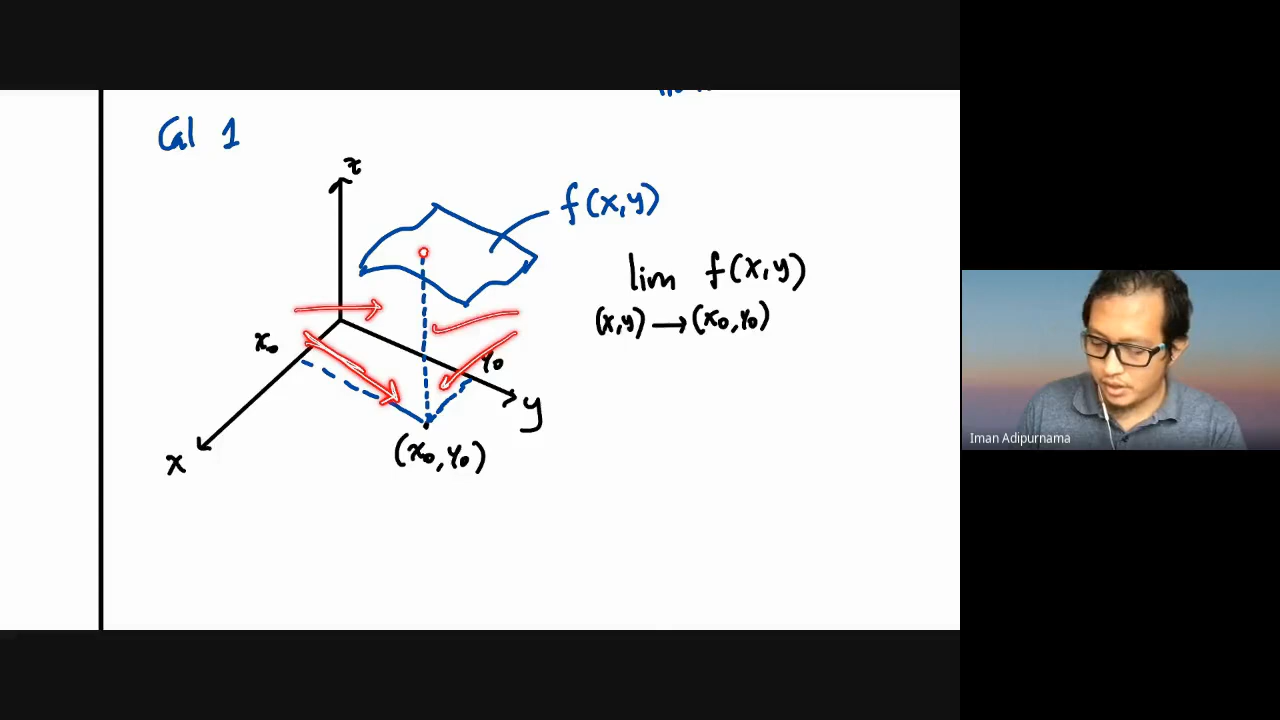 Cal 1
z
f(x,y)
lim f(x,y)
(x,y) → (x₀,y₀)
x₀
y₀
y
x
(x₀,y₀)
Iman Adipurnama